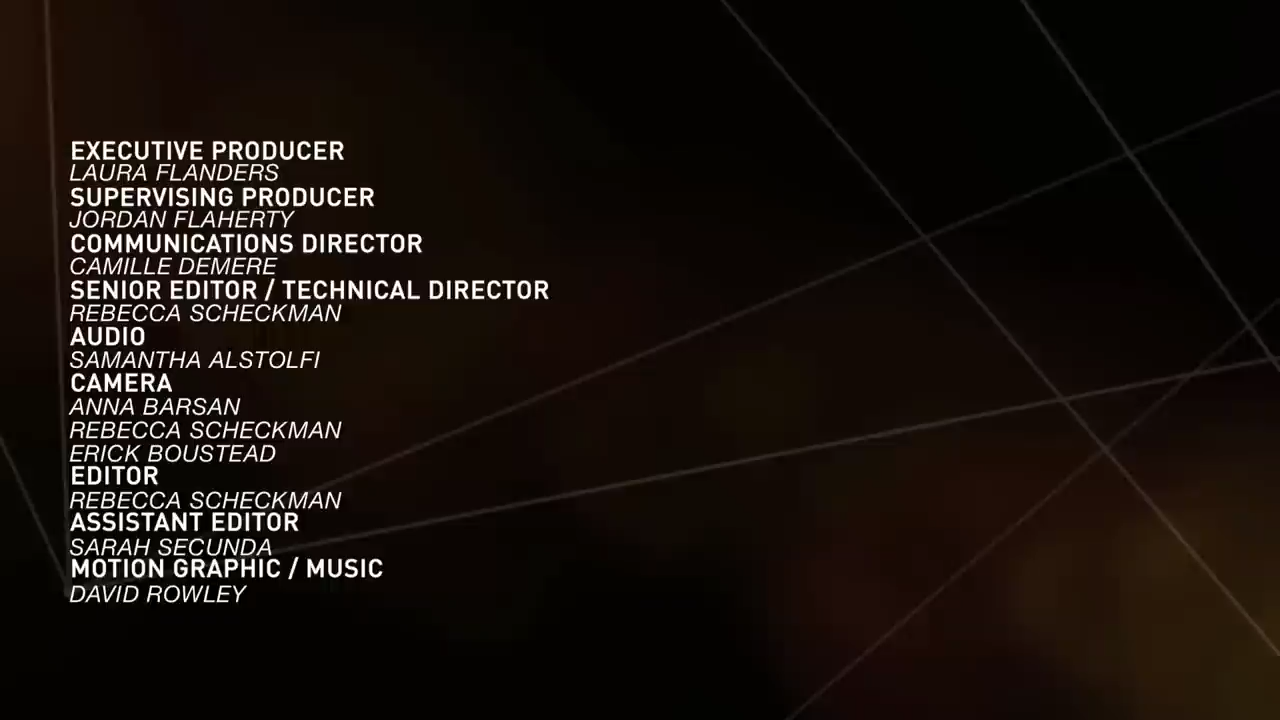 EXECUTIVE PRODUCER
LAURA FLANDERS
SUPERVISING PRODUCER
JORDAN FLAHERTY
COMMUNICATIONS DIRECTOR
CAMILLE DEMERE
SENIOR EDITOR / TECHNICAL DIRECTOR
REBECCA SCHECKMAN
AUDIO
SAMANTHA ALSTOLFI
CAMERA
ANNA BARSAN
REBECCA SCHECKMAN
ERICK BOUSTEAD
EDITOR
REBECCA SCHECKMAN
ASSISTANT EDITOR
SARAH SECUNDA
MOTION GRAPHIC / MUSIC
DAVID ROWLEY